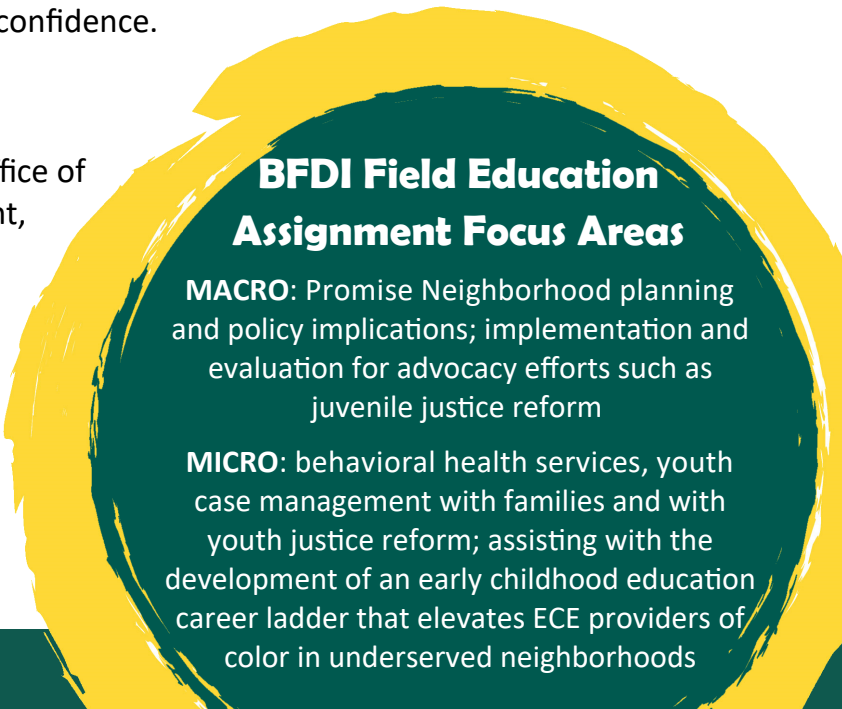 confidence.
of
BFDI Field Education
Assignment Focus Areas
MACRO: Promise Neighborhood planning
and policy implications; implementation and
evaluation for advocacy efforts such as
juvenile justice reform
MICRO: behavioral health services, youth
case management with families and with
youth justice reform; assisting with the
development of an early childhood education
career ladder that elevates ECE providers of
color in underserved neighborhoods